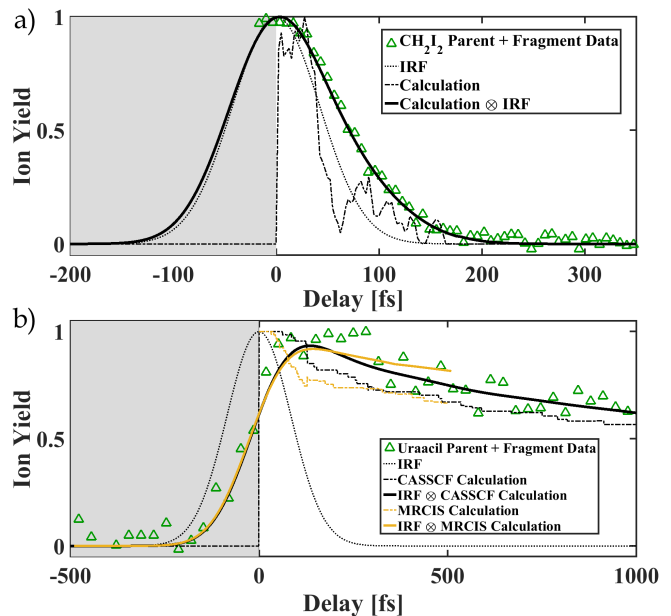 a)
Ion Yield
1
0.5
0
CH2I2 Parent + Fragment Data
IRF
Calculation
Calculation ⊗ IRF
-200 -100 0 100 200 300
Delay [fs]
b)
Ion Yield
1
0.5
0
Uraacil Parent + Fragment Data
IRF
CASSCF Calculation
IRF ⊗ CASSCF Calculation
MRCIS Calculation
IRF ⊗ MRCIS Calculation
-500 0 500 1000
Delay [fs]